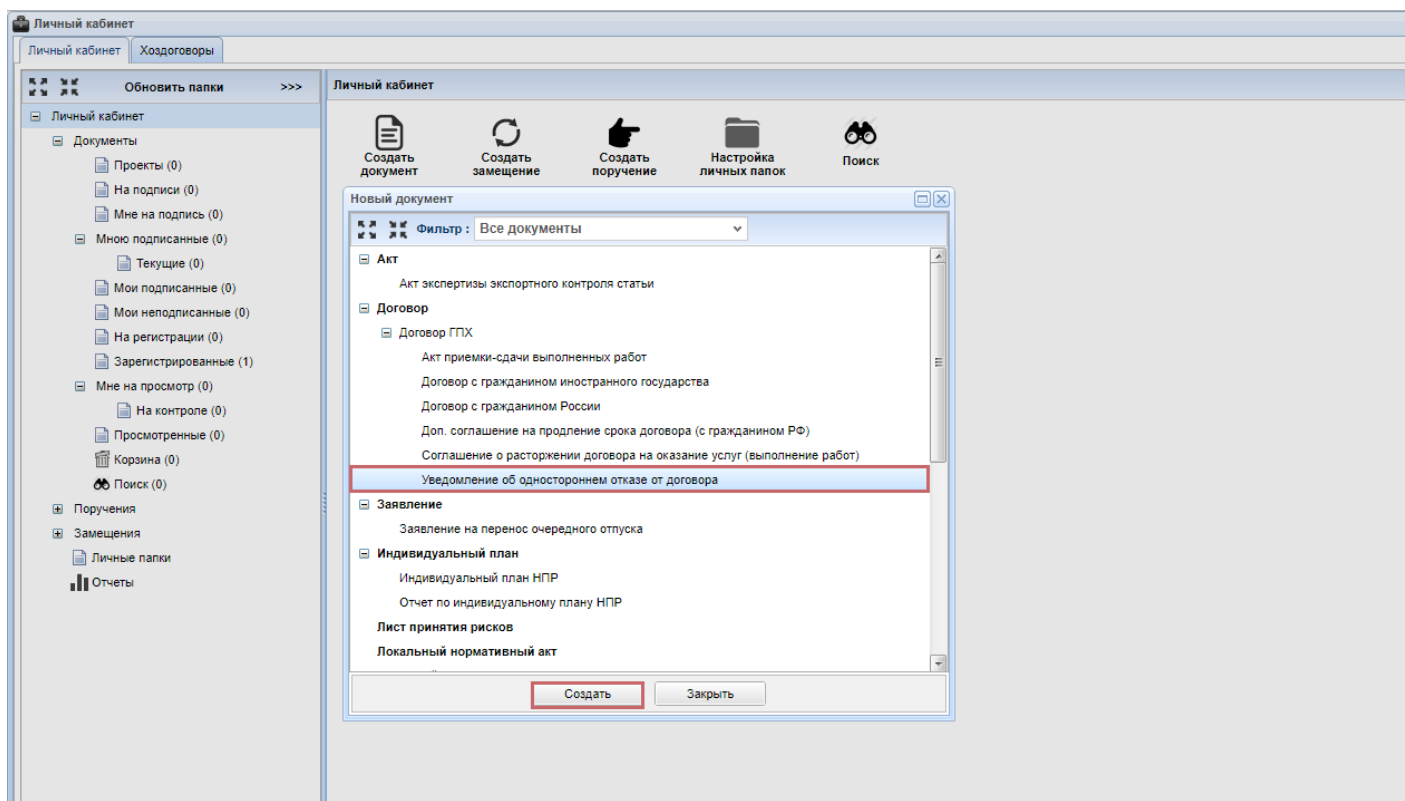 Личный кабинет
Личный кабинет
Хоздоговоры
Обновить папки >>>
Личный кабинет
Документы
Проекты (0)
На подписи (0)
Мне на подпись (0)
Мною подписанные (0)
Текущие (0)
Мои подписанные (0)
Мои неподписанные (0)
На регистрации (0)
Зарегистрированные (1)
Мне на просмотр (0)
На контроле (0)
Просмотренные (0)
Корзина (0)
Поиск (0)
Поручения
Замещения
Личные папки
Отчеты
Личный кабинет
Создать
документ
Создать
замещение
Создать
поручение
Настройка
личных папок
Поиск
Новый документ
Фильтр : Все документы
Акт
Акт экспертизы экспортного контроля статьи
Договор
Договор ГПХ
Акт приемки-сдачи выполненных работ
Договор с гражданином иностранного государства
Договор с гражданином России
Доп. соглашение на продление срока договора (с гражданином РФ)
Соглашение о расторжении договора на оказание услуг (выполнение работ)
Уведомление об одностороннем отказе от договора
Заявление
Заявление на перенос очередного отпуска
Индивидуальный план
Индивидуальный план НПР
Отчет по индивидуальному плану НПР
Лист принятия рисков
Локальный нормативный акт
Создать
Закрыть